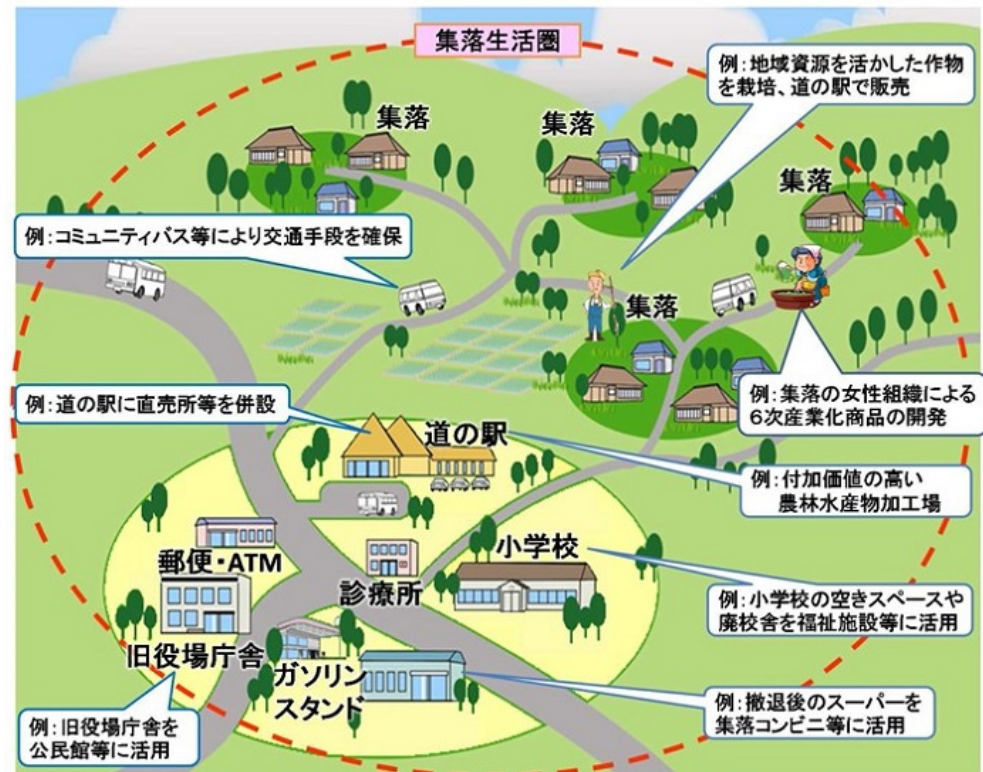 集落生活圏
例：地域資源を活かした作物
を栽培、道の駅で販売
集落
集落
集落
例：コミュニティバス等により交通手段を確保
集落
例：集落の女性組織による
6次産業化商品の開発
例：道の駅に直売所等を併設
道の駅
例：付加価値の高い
農林水産物加工場
郵便・ATM
診療所
小学校
例：小学校の空きスペースや
廃校舎を福祉施設等に活用
旧役場庁舎
ガソリン
スタンド
例：旧役場庁舎を
公民館等に活用
例：撤退後のスーパーを
集落コンビニ等に活用